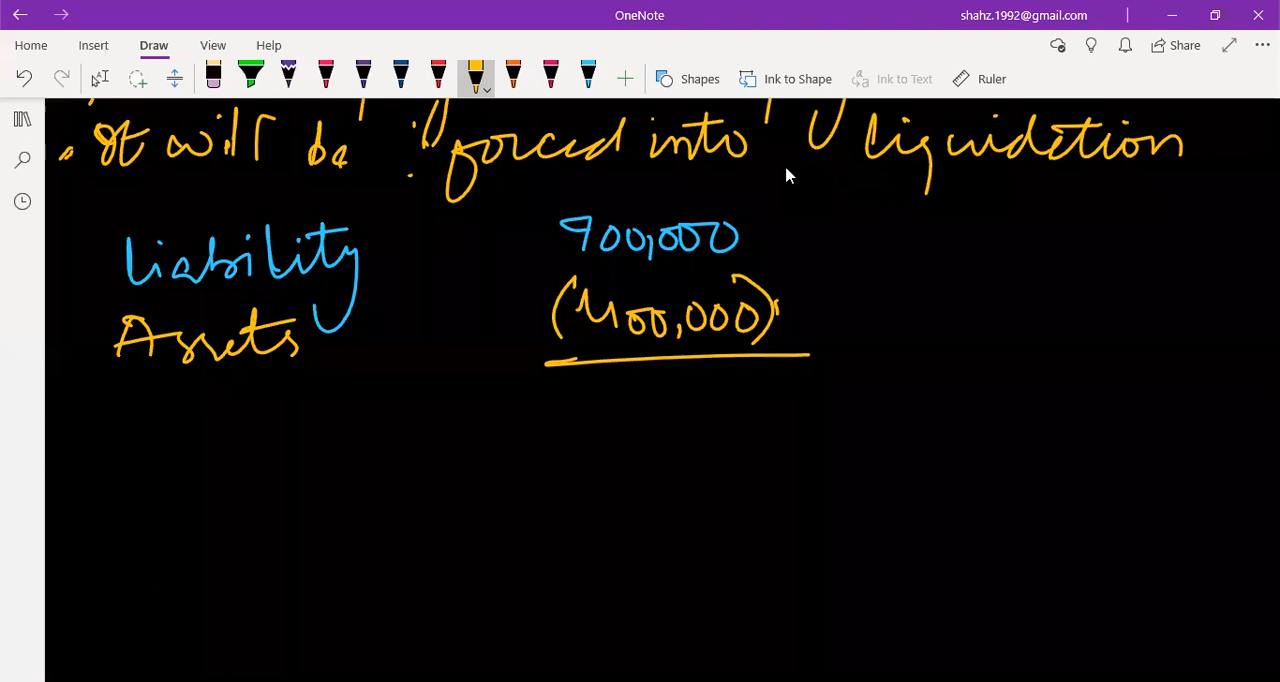 OneNote
shahz.1992@gmail.com
Home Insert Draw View Help Share
Shapes Ink to Shape Ink to Text Ruler
It will be "forced into" liquidation
Liability 900,000
Assets (400,000)